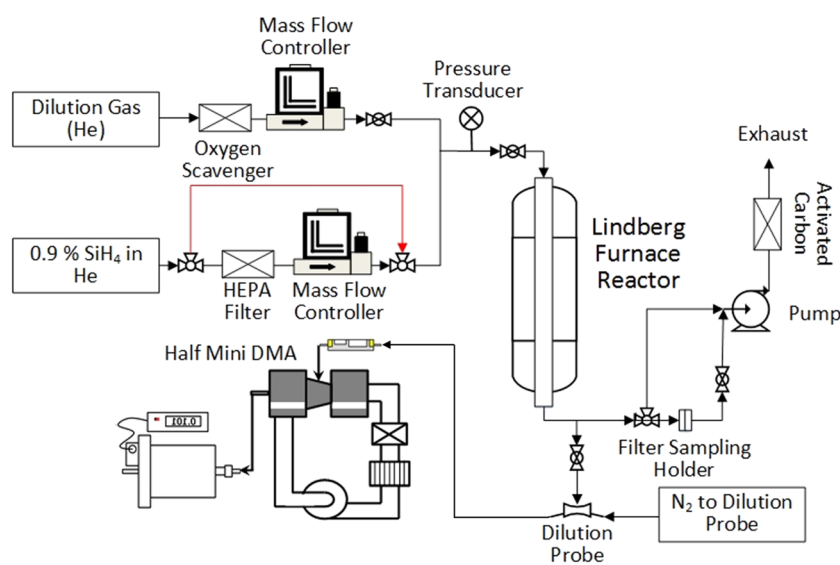 Mass Flow
Controller
Dilution Gas
(He)
Oxygen
Scavenger
Pressure
Transducer
Exhaust
Activated
Carbon
0.9 % SiH₄ in
He
HEPA
Filter
Mass Flow
Controller
Lindberg
Furnace
Reactor
Pump
Half Mini DMA
Filter Sampling
Holder
N₂ to Dilution
Probe
Dilution
Probe